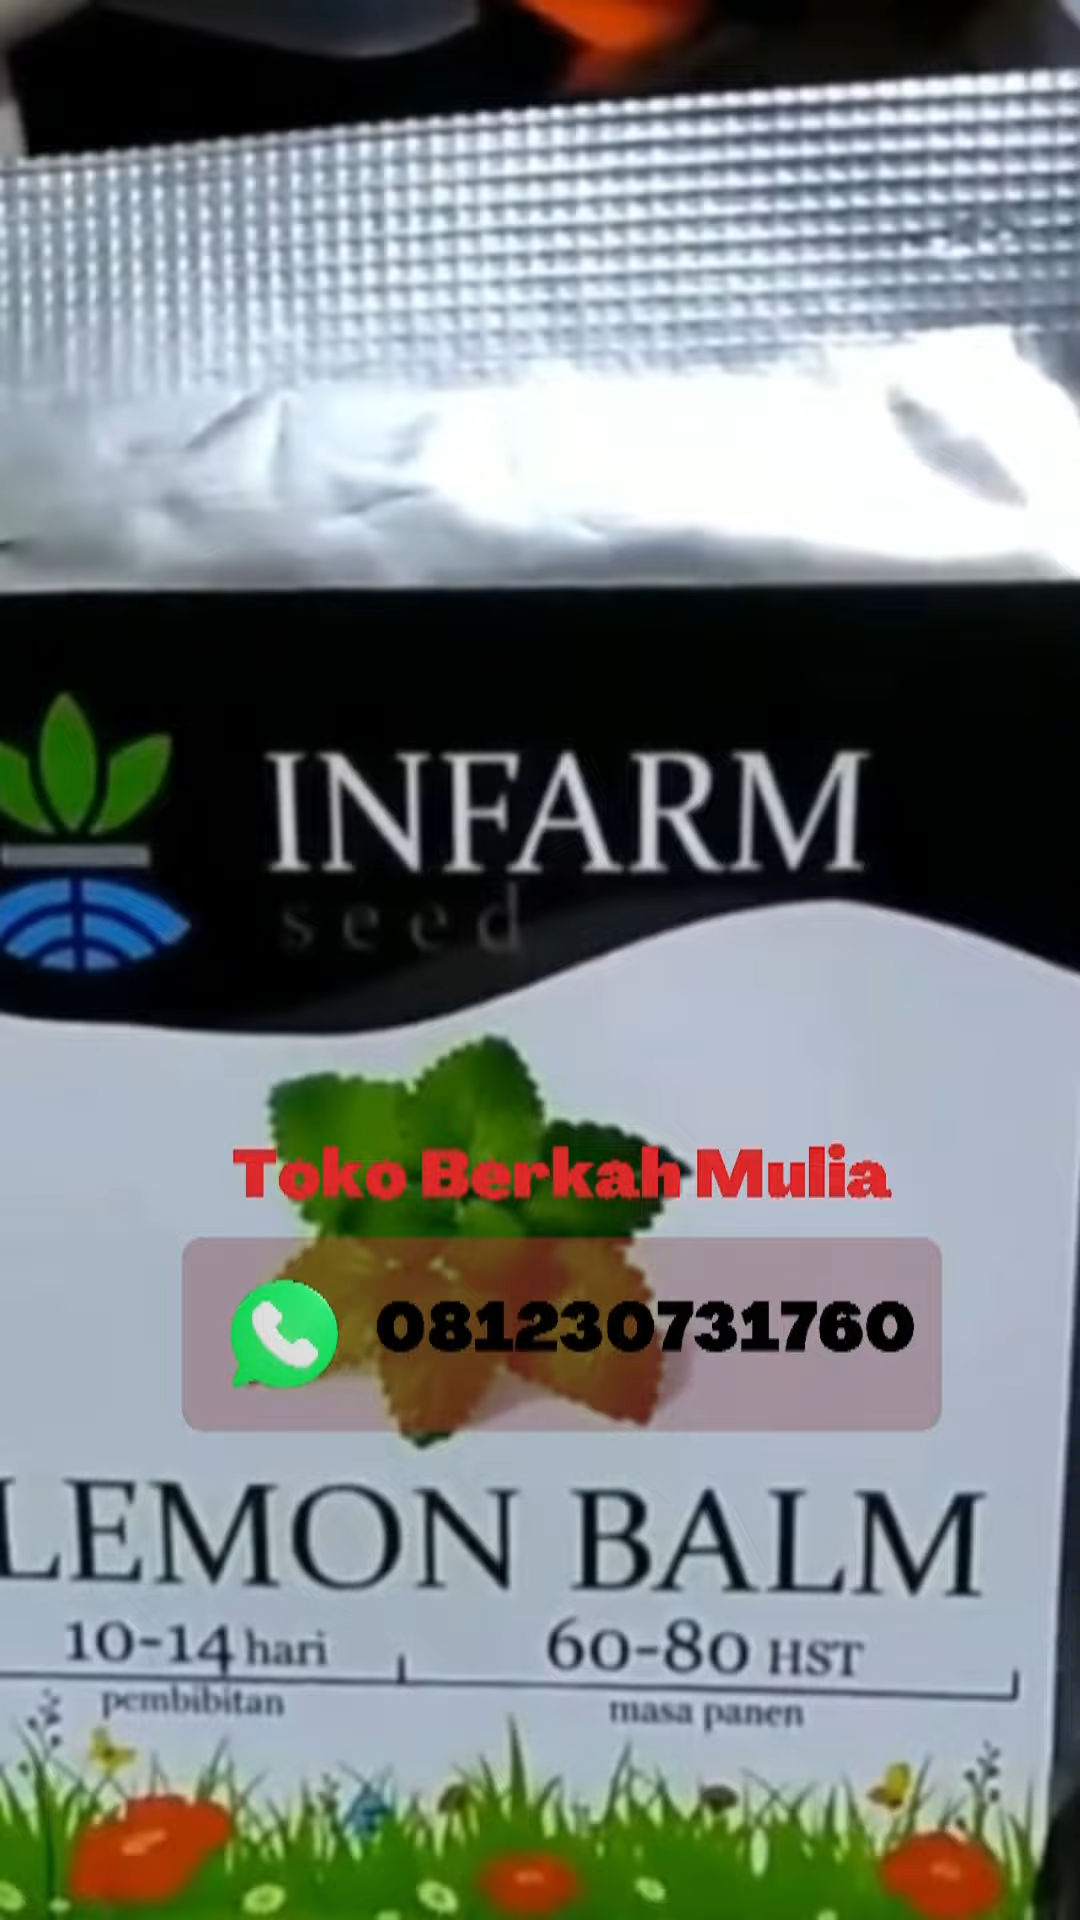 INFARM
seed
Toko Berkah Mulia
081230731760
LEMON BALM
10-14 hari
60-80 HST
pembibitan
masa panen